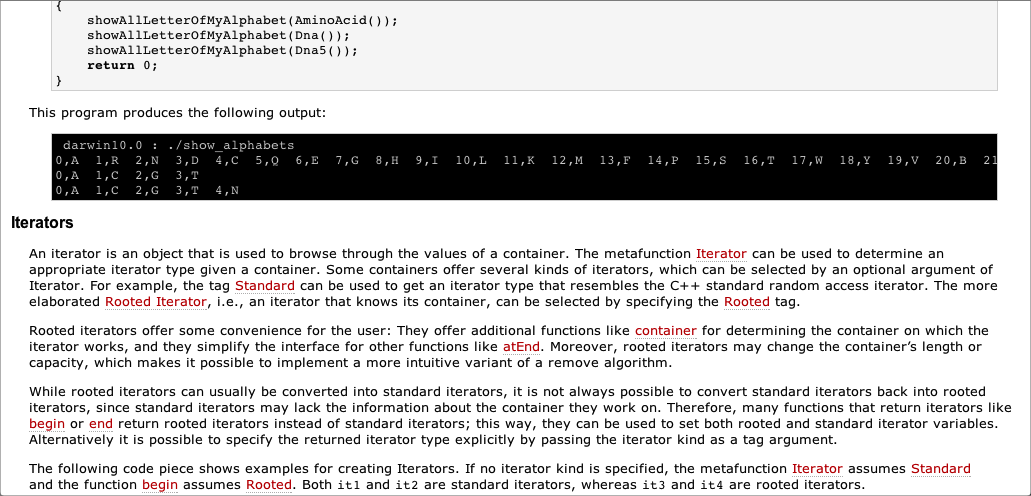 {
showAllLetterOfMyAlphabet(AminoAcid());
showAllLetterOfMyAlphabet(Dna());
showAllLetterOfMyAlphabet(Dna5());
return 0;
}
This program produces the following output:
darwin10.0 : ./show_alphabets
0,A 1,R 2,N 3,D 4,C 5,Q 6,E 7,G 8,H 9,I 10,L 11,K 12,M 13,F 14,P 15,S 16,T 17,W 18,Y 19,V 20,B 21
0,A 1,C 2,G 3,T
0,A 1,C 2,G 3,T 4,N
Iterators
An iterator is an object that is used to browse through the values of a container. The metafunction Iterator can be used to determine an
appropriate iterator type given a container. Some containers offer several kinds of iterators, which can be selected by an optional argument of
Iterator. For example, the tag Standard can be used to get an iterator type that resembles the C++ standard random access iterator. The more
elaborated Rooted Iterator, i.e., an iterator that knows its container, can be selected by specifying the Rooted tag.
Rooted iterators offer some convenience for the user: They offer additional functions like container for determining the container on which the
iterator works, and they simplify the interface for other functions like atEnd. Moreover, rooted iterators may change the container’s length or
capacity, which makes it possible to implement a more intuitive variant of a remove algorithm.
While rooted iterators can usually be converted into standard iterators, it is not always possible to convert standard iterators back into rooted
iterators, since standard iterators may lack the information about the container they work on. Therefore, many functions that return iterators like
begin or end return rooted iterators instead of standard iterators; this way, they can be used to set both rooted and standard iterator variables.
Alternatively it is possible to specify the returned iterator type explicitly by passing the iterator kind as a tag argument.
The following code piece shows examples for creating Iterators. If no iterator kind is specified, the metafunction Iterator assumes Standard
and the function begin assumes Rooted. Both it1 and it2 are standard iterators, whereas it3 and it4 are rooted iterators.